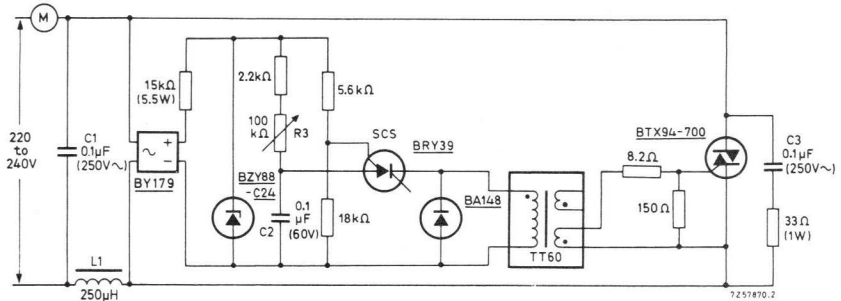 M
220
to
240V
C1
0.1µF
(250V~)
L1
250µH
BY179
~
+
−
15kΩ
(5.5W)
2.2kΩ
100
kΩ
R3
5.6kΩ
BZY88
-C24
0.1
µF
(60V)
C2
18kΩ
SCS
BRY39
BA148
TT60
8.2Ω
150Ω
BTX94-700
C3
0.1µF
(250V~)
33Ω
(1W)
7Z57870.2